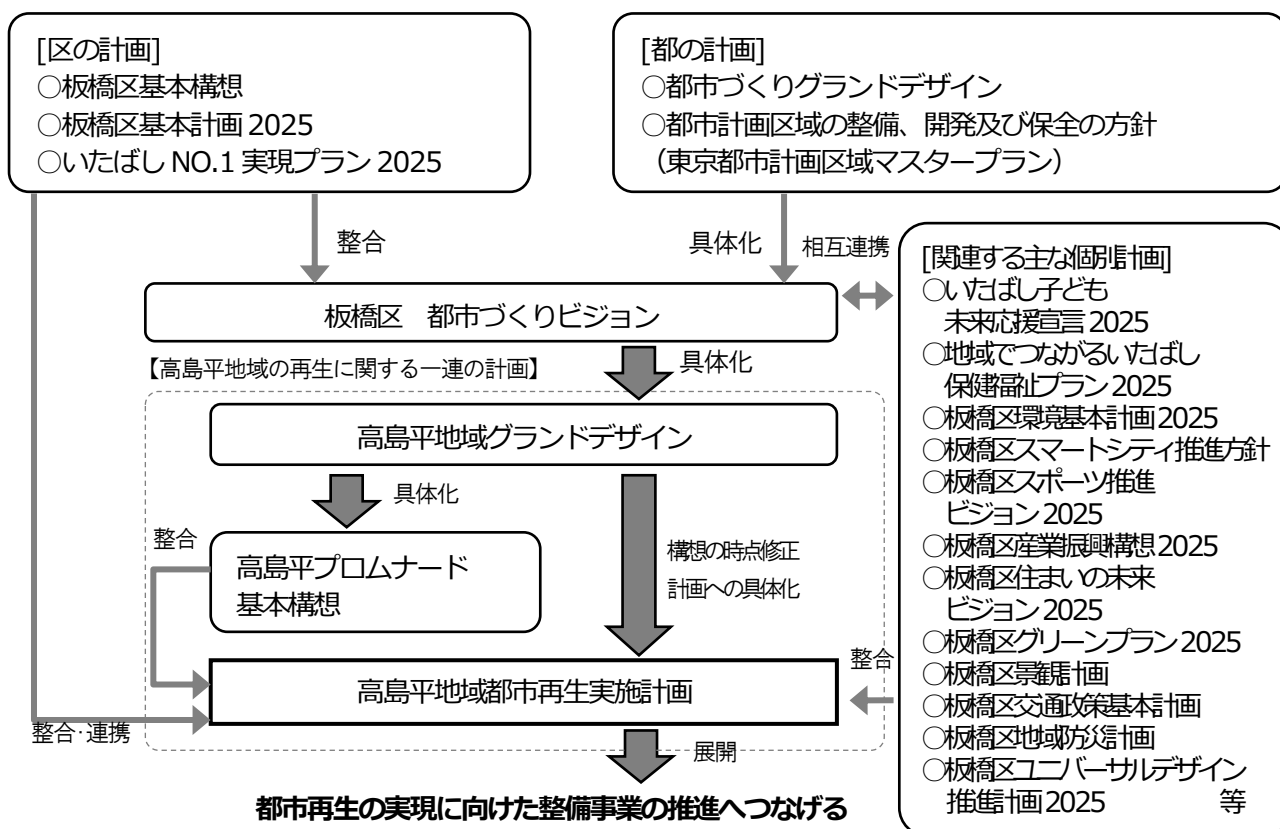 [区の計画]
○板橋区基本構想
○板橋区基本計画 2025
○いたばし NO.1 実現プラン 2025
[都の計画]
○都市づくりグランドデザイン
○都市計画区域の整備、開発及び保全の方針
（東京都市計画区域マスタープラン）
整合
具体化
相互連携
板橋区　都市づくりビジョン
具体化
【高島平地域の再生に関する一連の計画】
高島平地域グランドデザイン
具体化
整合
高島平プロムナード
基本構想
構想の時点修正
計画への具体化
整合
高島平地域都市再生実施計画
整合・連携
展開
都市再生の実現に向けた整備事業の推進へつなげる
[関連する主な個別計画]
○いたばし子ども
未来応援宣言 2025
○地域でつながるいたばし
保健福祉プラン 2025
○板橋区環境基本計画 2025
○板橋区スマートシティ推進方針
○板橋区スポーツ推進
ビジョン 2025
○板橋区産業振興構想 2025
○板橋区住まいの未来
ビジョン 2025
○板橋区グリーンプラン 2025
○板橋区景観計画
○板橋区交通政策基本計画
○板橋区地域防災計画
○板橋区ユニバーサルデザイン
推進計画 2025　等